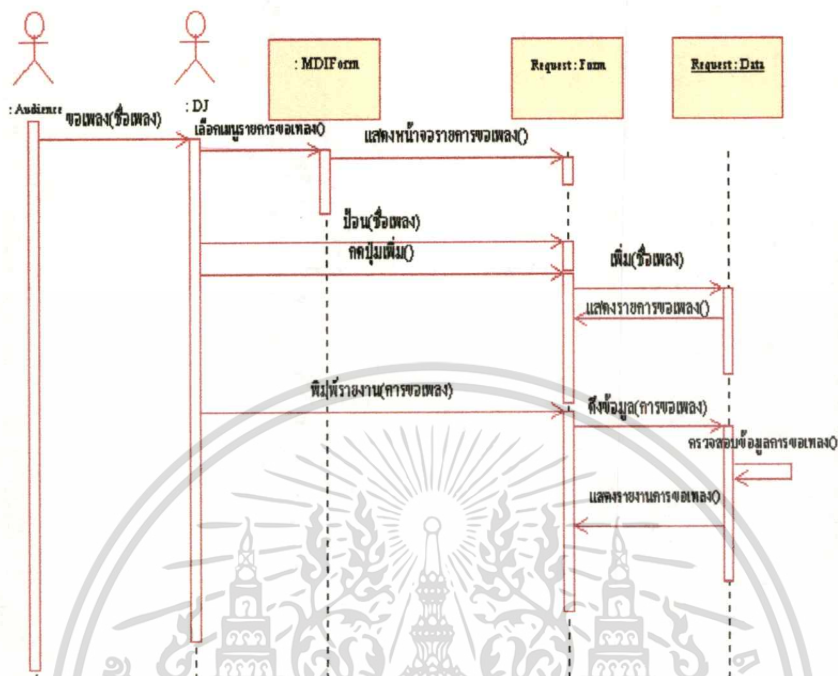 : MDIForm
Request : Form
Request : Data
: Audience
: DJ
ขอเพลง(ชื่อเพลง)
เลือกเมนูรายการขอเพลง()
แสดงหน้าจอรายการขอเพลง()
ป้อน(ชื่อเพลง)
กดปุ่มเพิ่ม()
เพิ่ม(ชื่อเพลง)
แสดงรายการขอเพลง()
พิมพ์รายงาน(การขอเพลง)
ดึงข้อมูล(การขอเพลง)
ตรวจสอบข้อมูลการขอเพลง()
แสดงรายงานการขอเพลง()